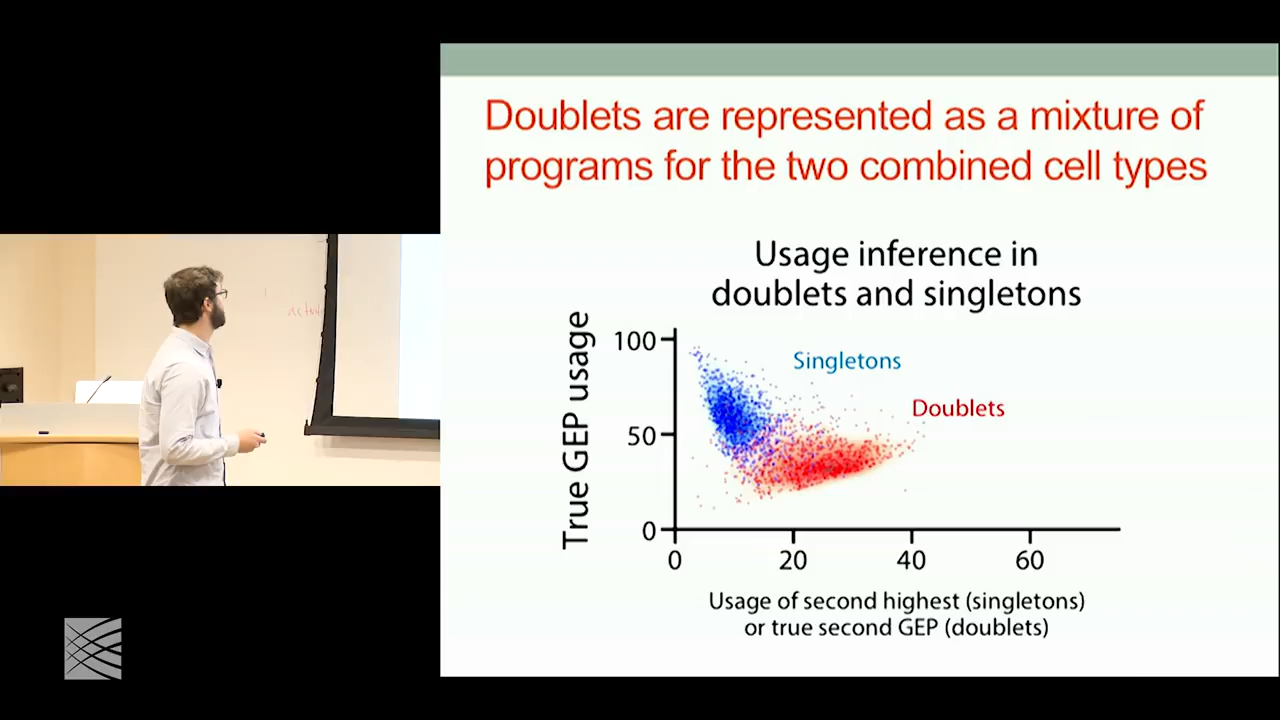 Doublets are represented as a mixture of
programs for the two combined cell types
Usage inference in
doublets and singletons
True GEP usage
100
50
0
Singletons
Doublets
0 20 40 60
Usage of second highest (singletons)
or true second GEP (doublets)